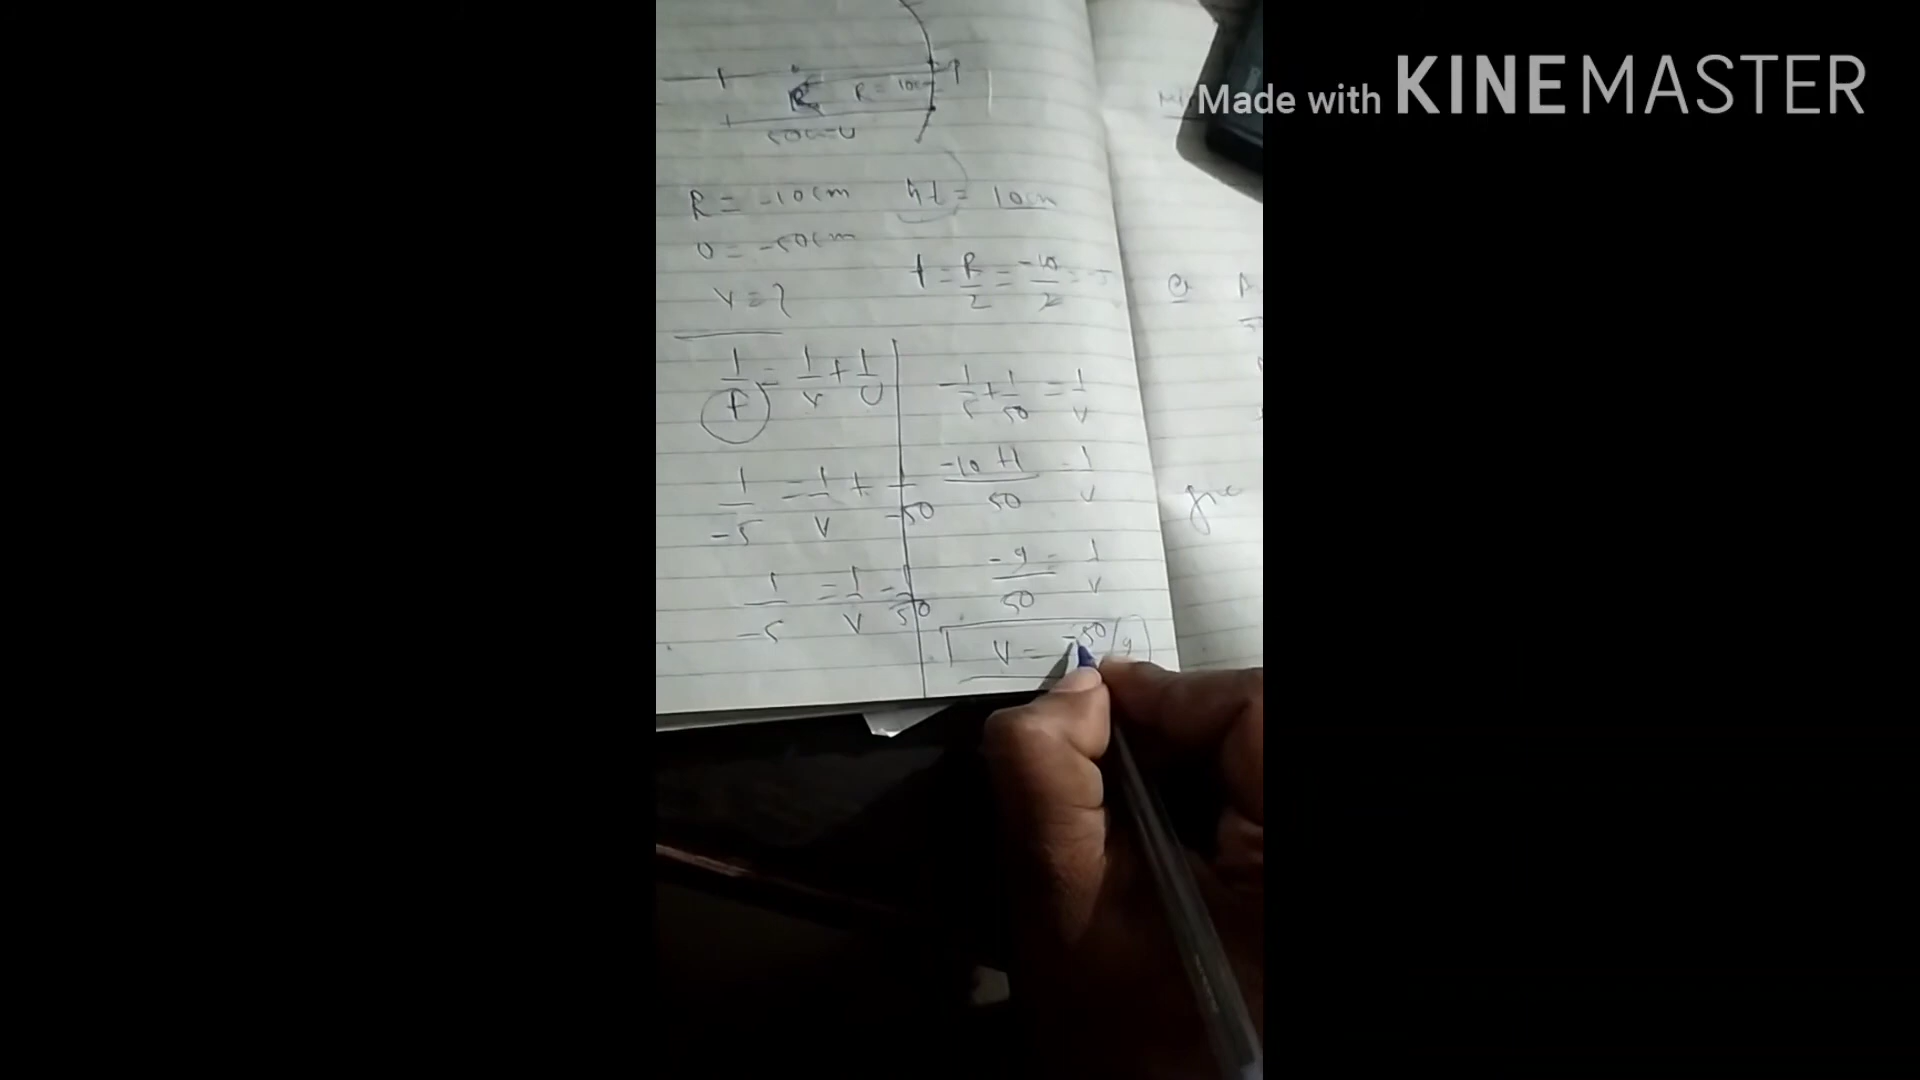 Made with KINEMASTER
P
R R = 10cm
50cm=U
R = -10cm ht = 10cm
U = -50cm
f = R/2 = -10/2 = -5
v = ?
1/f = 1/v + 1/U
-1/5 + 1/50 = 1/v
1/-5 = 1/v + 1/-50
-10+1/50 = 1/v
-9/50 = 1/v
1/-5 = 1/v - 1/50
V = -50/9
Q
give